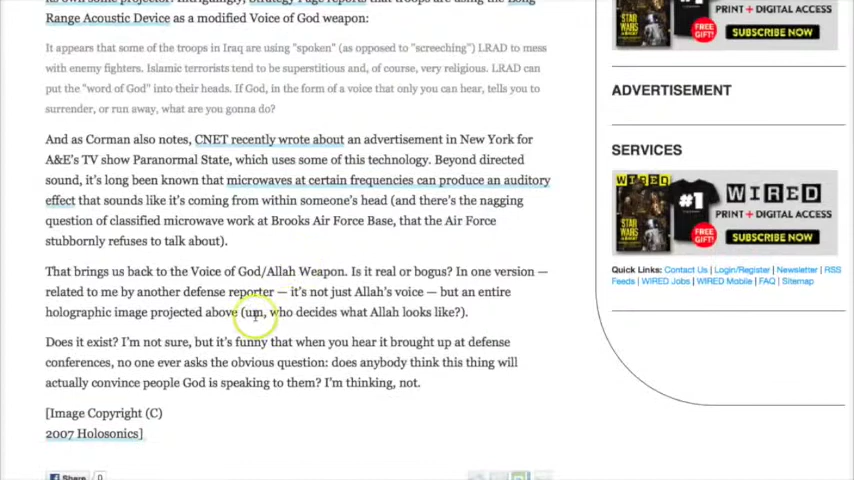 Range Acoustic Device as a modified Voice of God weapon:
It appears that some of the troops in Iraq are using "spoken" (as opposed to "screeching") LRAD to mess
with enemy fighters. Islamic terrorists tend to be superstitious and, of course, very religious. LRAD can
put the "word of God" into their heads. If God, in the form of a voice that only you can hear, tells you to
surrender, or run away, what are you gonna do?
And as Corman also notes, CNET recently wrote about an advertisement in New York for
A&E's TV show Paranormal State, which uses some of this technology. Beyond directed
sound, it's long been known that microwaves at certain frequencies can produce an auditory
effect that sounds like it's coming from within someone's head (and there's the nagging
question of classified microwave work at Brooks Air Force Base, that the Air Force
stubbornly refuses to talk about).
That brings us back to the Voice of God/Allah Weapon. Is it real or bogus? In one version —
related to me by another defense reporter — it's not just Allah's voice — but an entire
holographic image projected above (um, who decides what Allah looks like?).
Does it exist? I'm not sure, but it's funny that when you hear it brought up at defense
conferences, no one ever asks the obvious question: does anybody think this thing will
actually convince people God is speaking to them? I'm thinking, not.
[Image Copyright (C)
2007 Holosonics]
Share 0
STAR WARS
#1
FREE GIFT!
PRINT + DIGITAL ACCESS
SUBSCRIBE NOW
ADVERTISEMENT
SERVICES
WIRED
STAR WARS
#1
FREE GIFT!
WIRED
PRINT + DIGITAL ACCESS
SUBSCRIBE NOW
Quick Links: Contact Us | Login/Register | Newsletter | RSS
Feeds | WIRED Jobs | WIRED Mobile | FAQ | Sitemap